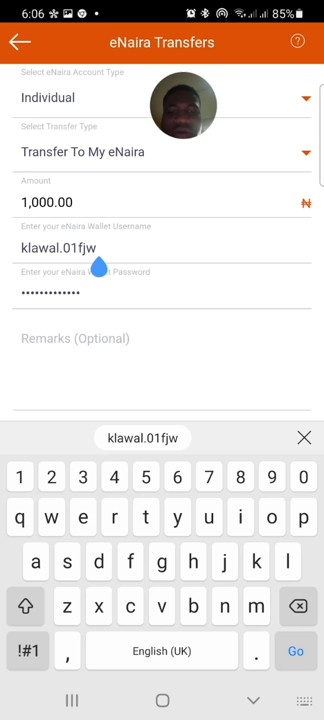 6:06 85%
eNaira Transfers
Select eNaira Account Type
Individual
Select Transfer Type
Transfer To My eNaira
Amount
1,000.00 ₦
Enter your eNaira Wallet Username
klawal.01fjw
Enter your eNaira Password
•••••••••••••
Remarks (Optional)
klawal.01fjw
1 2 3 4 5 6 7 8 9 0
q w e r t y u i o p
a s d f g h j k l
z x c v b n m
!#1 , English (UK) . Go